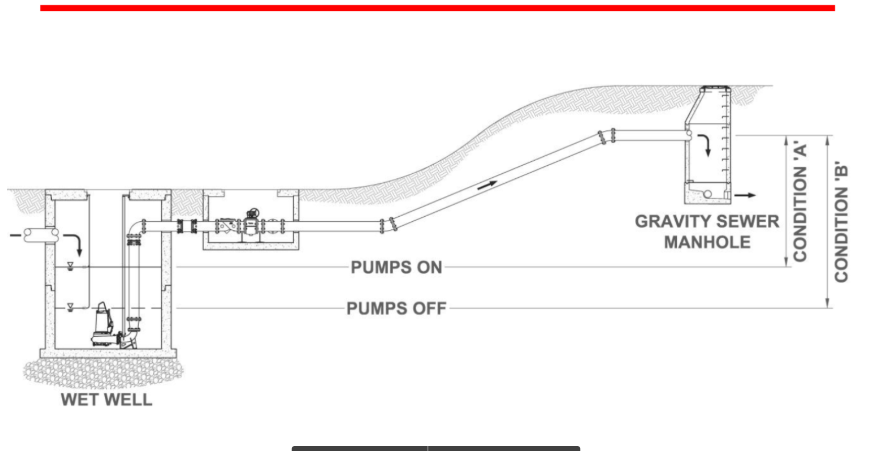 GRAVITY SEWER
MANHOLE
CONDITION 'A'
CONDITION 'B'
PUMPS ON
PUMPS OFF
WET WELL